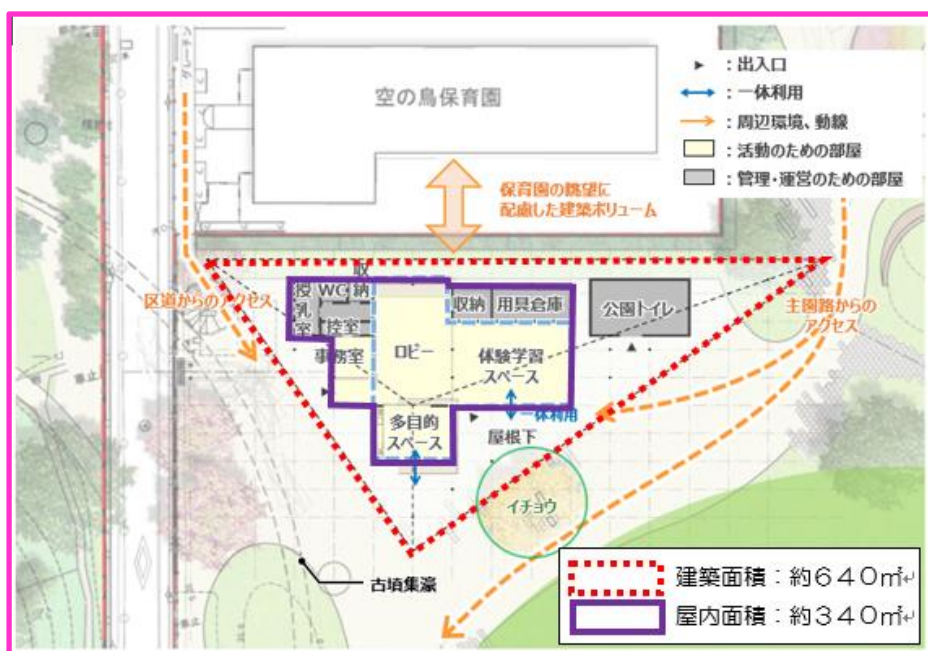 グレーチング
空の鳥保育園
▶ :出入口
:一体利用
:周辺環境、動線
:活動のための部屋
:管理・運営のための部屋
保育園の眺望に
配慮した建築ボリューム
区道からのアクセス
主園路からの
アクセス
授乳室
WC
収納
控室
事務室
ロビー
収納
用具倉庫
体験学習
スペース
公園トイレ
一体利用
多目的
スペース
屋根下
イチョウ
古墳集濠
建築面積:約640㎡
屋内面積:約340㎡